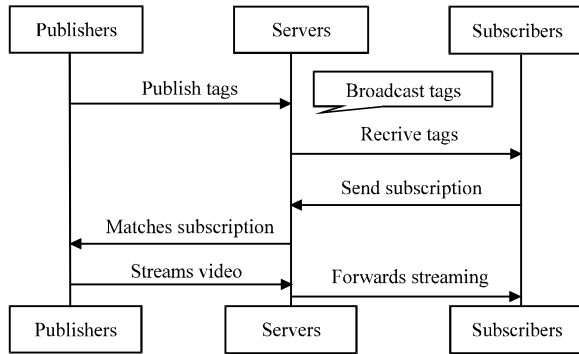 Publishers
Servers
Subscribers
Publish tags
Broadcast tags
Recrive tags
Send subscription
Matches subscription
Streams video
Forwards streaming
Publishers
Servers
Subscribers